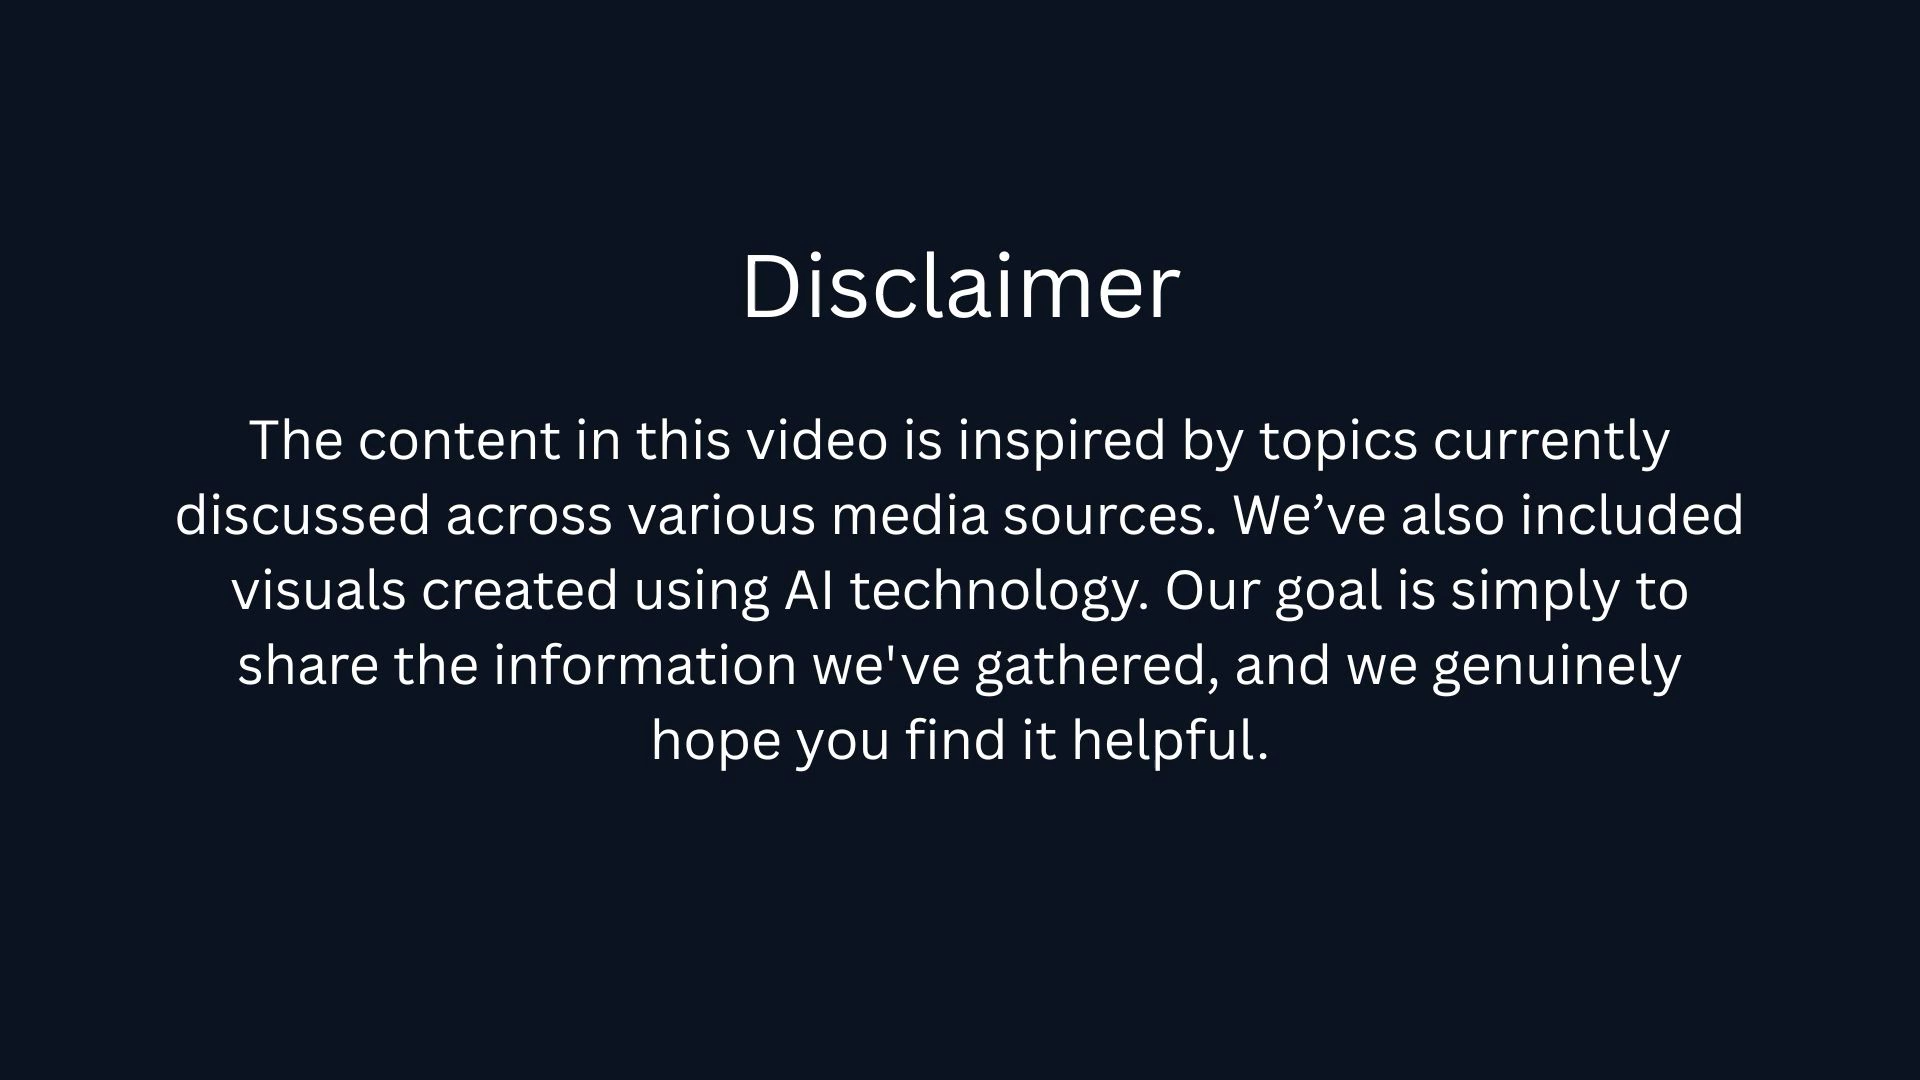 Disclaimer
The content in this video is inspired by topics currently
discussed across various media sources. We’ve also included
visuals created using AI technology. Our goal is simply to
share the information we've gathered, and we genuinely
hope you find it helpful.